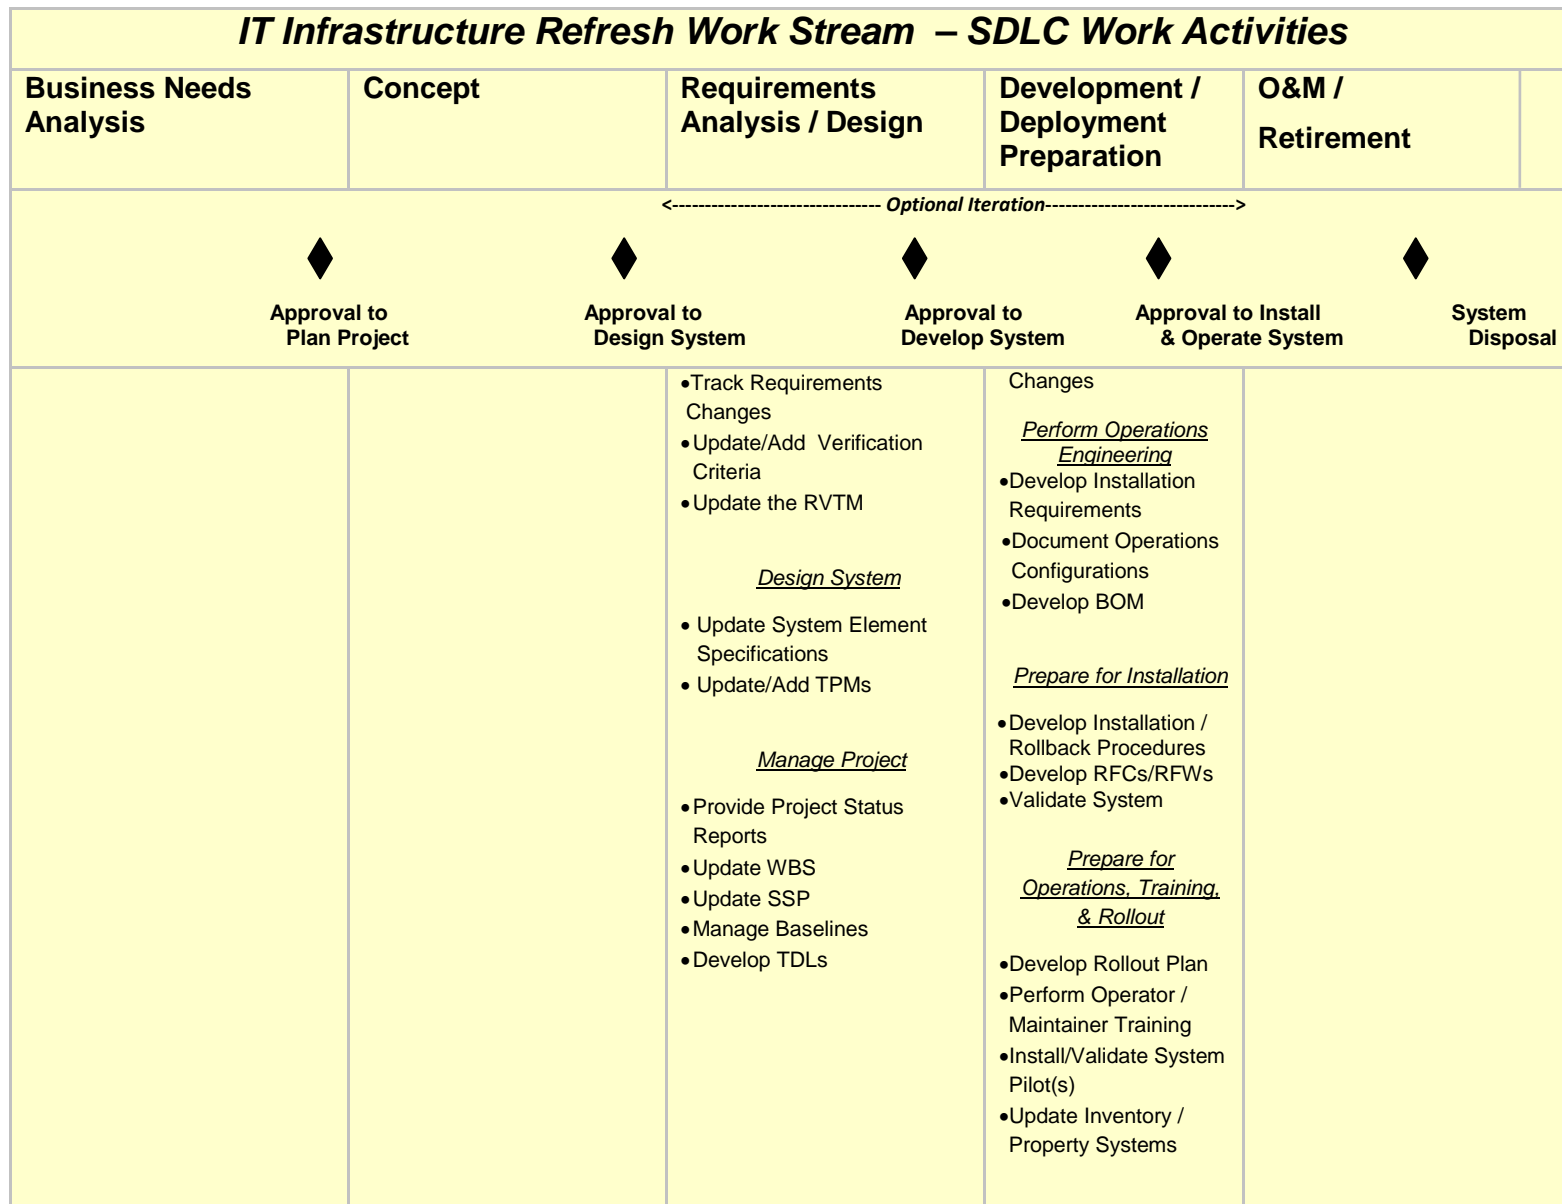 IT Infrastructure Refresh Work Stream – SDLC Work Activities
Business Needs
Analysis
Concept
Requirements
Analysis / Design
Development /
Deployment
Preparation
O&M /
Retirement
<-------------------------------- Optional Iteration----------------------------->
Approval to
Plan Project
Approval to
Design System
Approval to
Develop System
Approval to Install
& Operate System
System
Disposal
•Track Requirements
Changes
•Update/Add Verification
Criteria
•Update the RVTM
Design System
• Update System Element
Specifications
• Update/Add TPMs
Manage Project
•Provide Project Status
Reports
•Update WBS
•Update SSP
•Manage Baselines
•Develop TDLs
Changes
Perform Operations
Engineering
•Develop Installation
Requirements
•Document Operations
Configurations
•Develop BOM
Prepare for Installation
•Develop Installation /
Rollback Procedures
•Develop RFCs/RFWs
•Validate System
Prepare for
Operations, Training,
& Rollout
•Develop Rollout Plan
•Perform Operator /
Maintainer Training
•Install/Validate System
Pilot(s)
•Update Inventory /
Property Systems